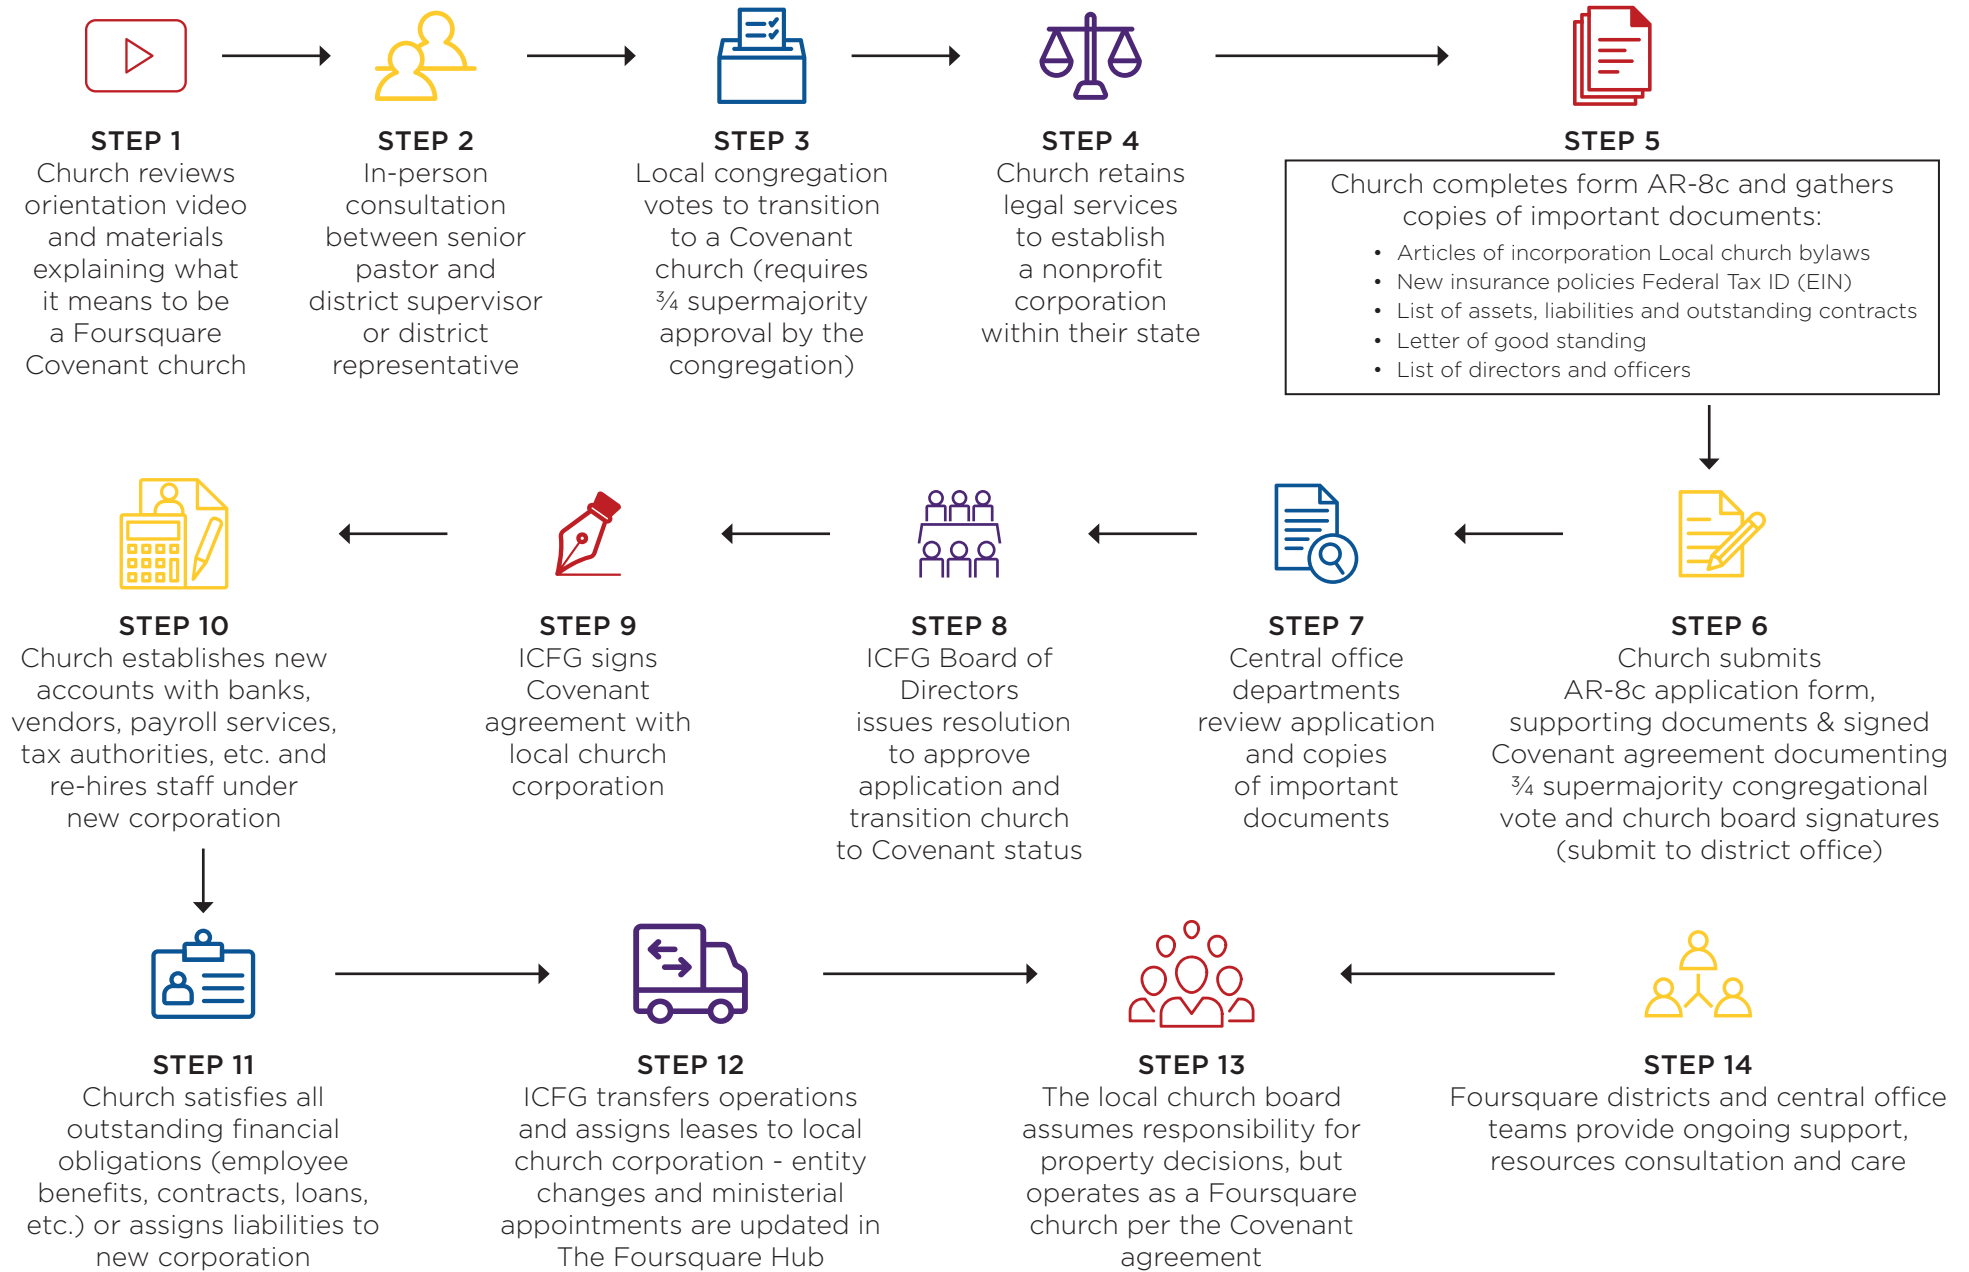 STEP 1
Church reviews
orientation video
and materials
explaining what
it means to be
a Foursquare
Covenant church
STEP 2
In-person
consultation
between senior
pastor and
district supervisor
or district
representative
STEP 3
Local congregation
votes to transition
to a Covenant
church (requires
¾ supermajority
approval by the
congregation)
STEP 4
Church retains
legal services
to establish
a nonprofit
corporation
within their state
STEP 5
Church completes form AR-8c and gathers
copies of important documents:
• Articles of incorporation Local church bylaws
• New insurance policies Federal Tax ID (EIN)
• List of assets, liabilities and outstanding contracts
• Letter of good standing
• List of directors and officers
STEP 6
Church submits
AR-8c application form,
supporting documents & signed
Covenant agreement documenting
¾ supermajority congregational
vote and church board signatures
(submit to district office)
STEP 7
Central office
departments
review application
and copies
of important
documents
STEP 8
ICFG Board of
Directors
issues resolution
to approve
application and
transition church
to Covenant status
STEP 9
ICFG signs
Covenant
agreement with
local church
corporation
STEP 10
Church establishes new
accounts with banks,
vendors, payroll services,
tax authorities, etc. and
re-hires staff under
new corporation
STEP 11
Church satisfies all
outstanding financial
obligations (employee
benefits, contracts, loans,
etc.) or assigns liabilities to
new corporation
STEP 12
ICFG transfers operations
and assigns leases to local
church corporation - entity
changes and ministerial
appointments are updated in
The Foursquare Hub
STEP 13
The local church board
assumes responsibility for
property decisions, but
operates as a Foursquare
church per the Covenant
agreement
STEP 14
Foursquare districts and central office
teams provide ongoing support,
resources consultation and care